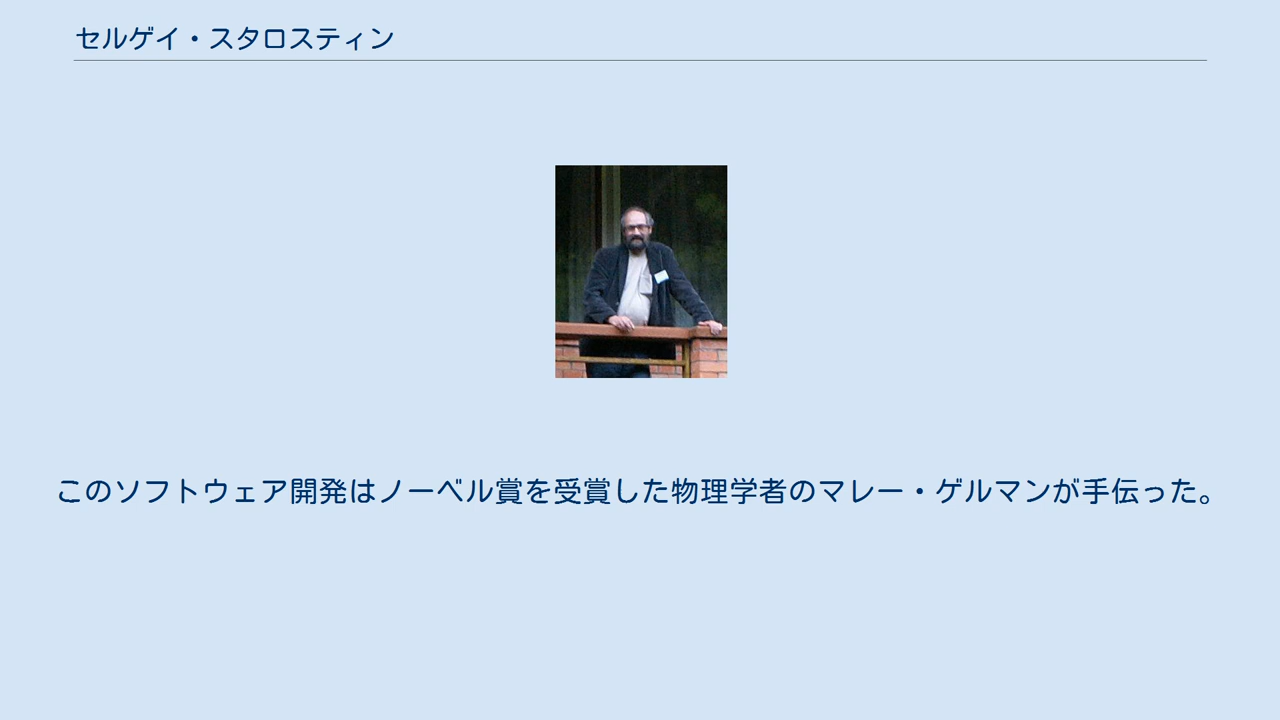 セルゲイ・スタロスティン
このソフトウェア開発はノーベル賞を受賞した物理学者のマレー・ゲルマンが手伝った。